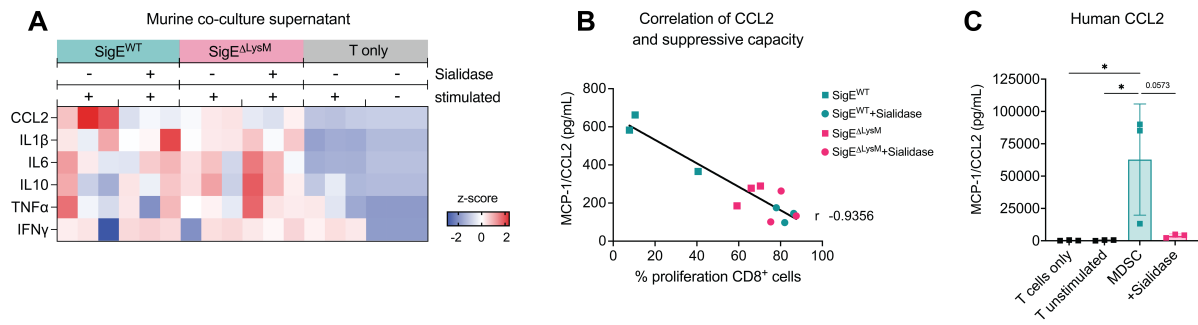 A
Murine co-culture supernatant
SigE^WT SigE^ΔLysM T only
- + - + Sialidase
+ + + + + - stimulated
CCL2
IL1β
IL6
IL10
TNFα
IFNγ
z-score
-2 0 2
B
Correlation of CCL2
and suppressive capacity
MCP-1/CCL2 (pg/mL)
800
600
400
200
0
0 20 40 60 80 100
% proliferation CD8⁺ cells
SigE^WT
SigE^WT+Sialidase
SigE^ΔLysM
SigE^ΔLysM+Sialidase
r -0.9356
C
Human CCL2
MCP-1/CCL2 (pg/mL)
125000
100000
75000
50000
25000
0
*
* 0.0573
T cells only
T unstimulated
MDSC
+Sialidase